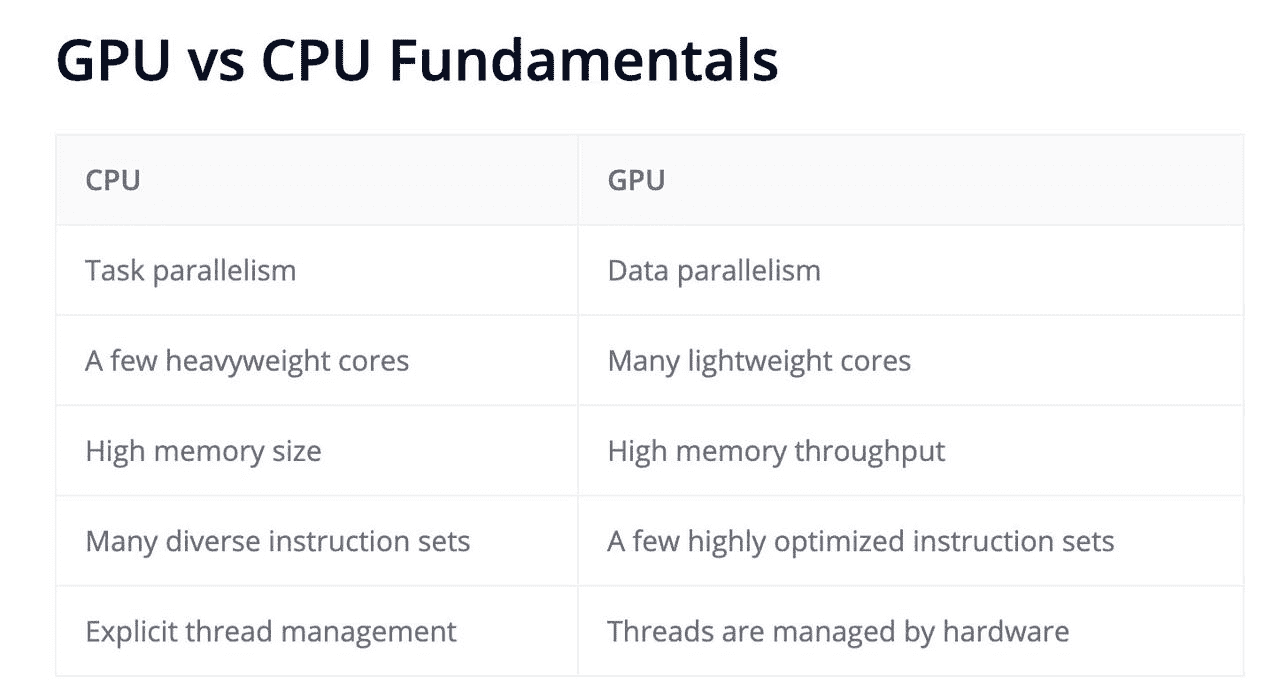 GPU vs CPU Fundamentals
CPU GPU
Task parallelism Data parallelism
A few heavyweight cores Many lightweight cores
High memory size High memory throughput
Many diverse instruction sets A few highly optimized instruction sets
Explicit thread management Threads are managed by hardware